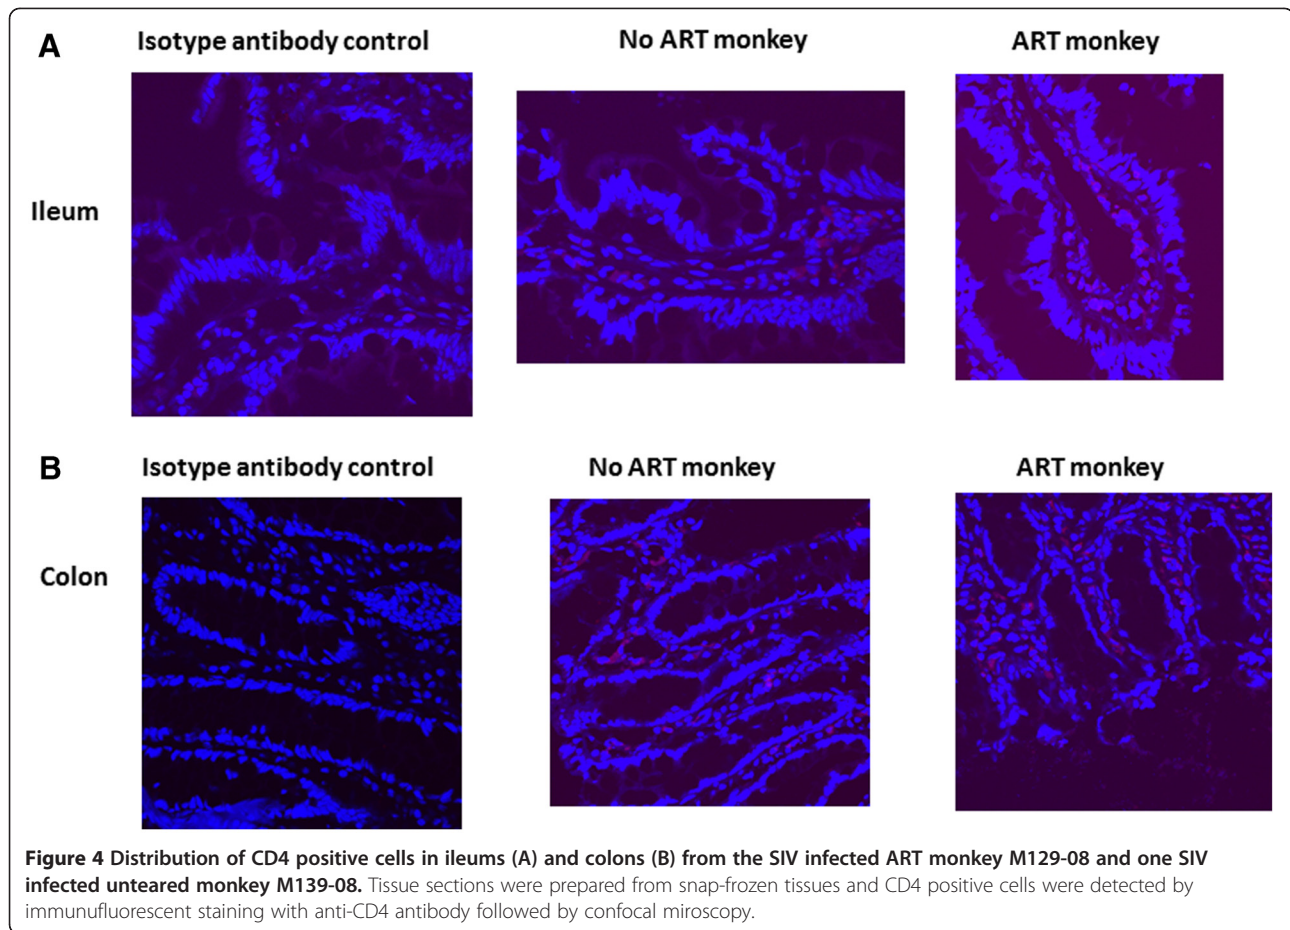 A
Isotype antibody control
No ART monkey
ART monkey
Ileum
B
Isotype antibody control
No ART monkey
ART monkey
Colon
Figure 4 Distribution of CD4 positive cells in ileums (A) and colons (B) from the SIV infected ART monkey M129-08 and one SIV
infected unteared monkey M139-08. Tissue sections were prepared from snap-frozen tissues and CD4 positive cells were detected by
immunufluorescent staining with anti-CD4 antibody followed by confocal miroscopy.